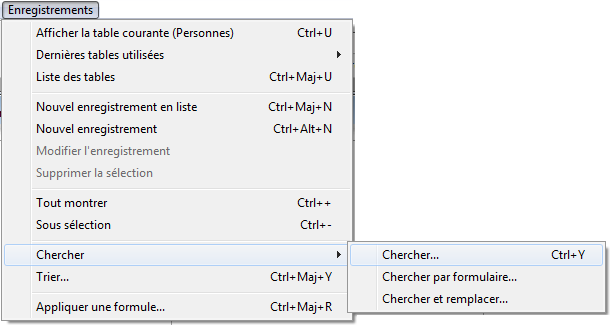 Enregistrements
Afficher la table courante (Personnes) Ctrl+U
Dernières tables utilisées
Liste des tables Ctrl+Maj+U
Nouvel enregistrement en liste Ctrl+Maj+N
Nouvel enregistrement Ctrl+Alt+N
Modifier l'enregistrement
Supprimer la sélection
Tout montrer Ctrl++
Sous sélection Ctrl+-
Chercher
Chercher... Ctrl+Y
Trier... Ctrl+Maj+Y
Chercher par formulaire...
Chercher et remplacer...
Appliquer une formule... Ctrl+Maj+R